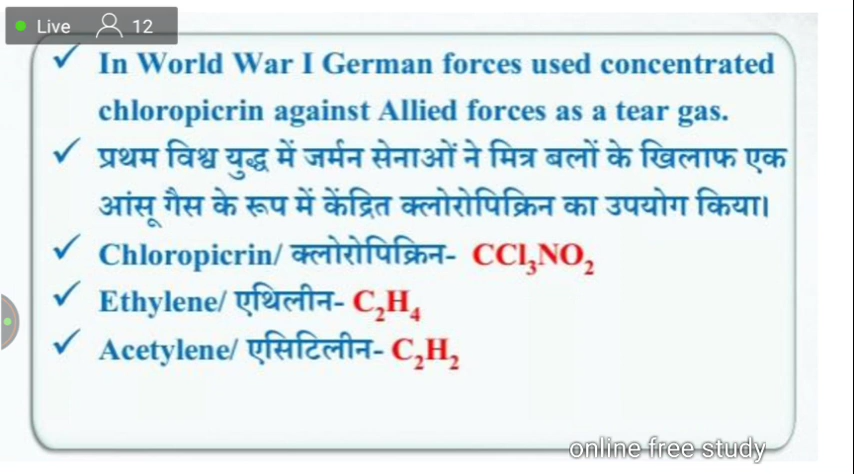 Live 12
✓ In World War I German forces used concentrated
chloropicrin against Allied forces as a tear gas.
✓ प्रथम विश्व युद्ध में जर्मन सेनाओं ने मित्र बलों के खिलाफ एक
आंसू गैस के रूप में केंद्रित क्लोरोपिक्रिन का उपयोग किया।
✓ Chloropicrin/ क्लोरोपिक्रिन- CCl₃NO₂
✓ Ethylene/ एथिलीन- C₂H₄
✓ Acetylene/ एसिटिलीन- C₂H₂
online free study